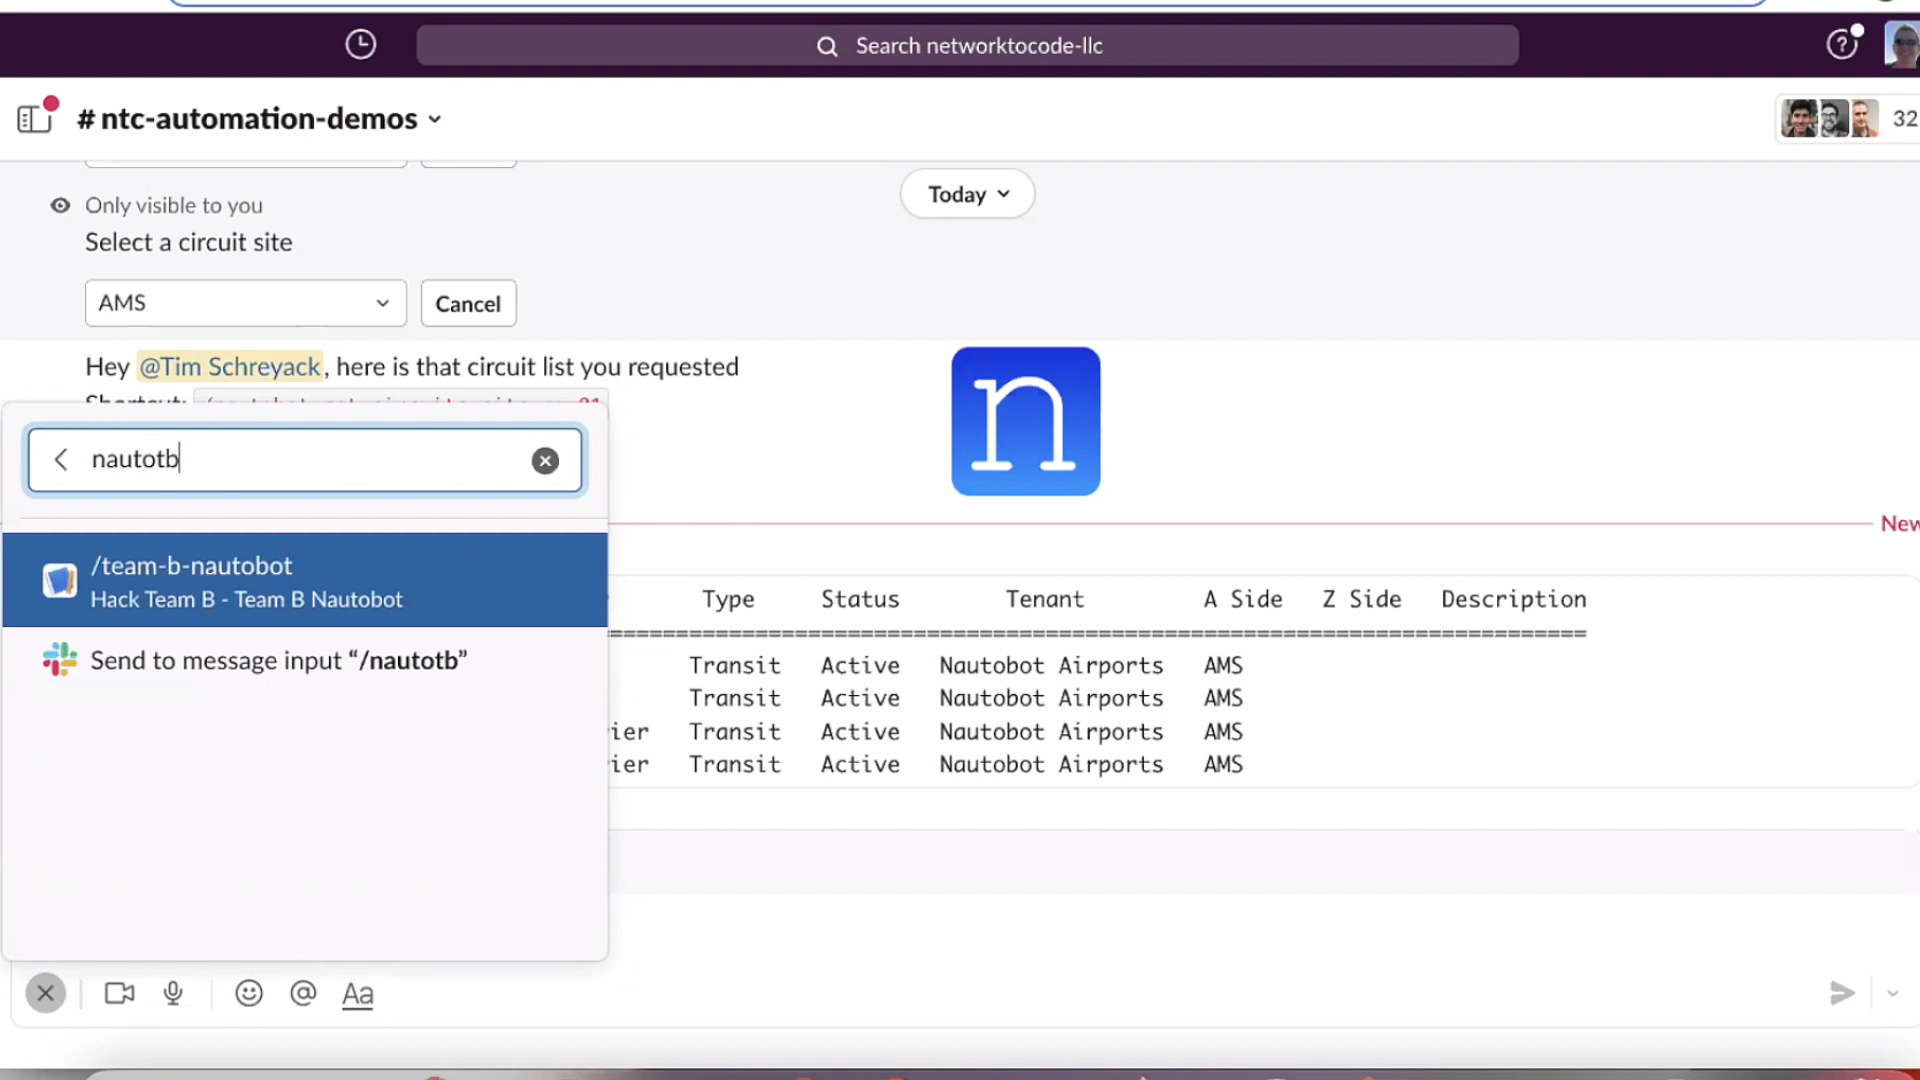 Search networktocode-llc
# ntc-automation-demos
32
Today
Only visible to you
Select a circuit site
AMS
Cancel
Hey @Tim Schreyack, here is that circuit list you requested
n
nautotb
New
/team-b-nautobot
Hack Team B - Team B Nautobot
Send to message input “/nautotb”
Type Status Tenant A Side Z Side Description
Transit Active Nautobot Airports AMS
Transit Active Nautobot Airports AMS
Transit Active Nautobot Airports AMS
Transit Active Nautobot Airports AMS
Aa